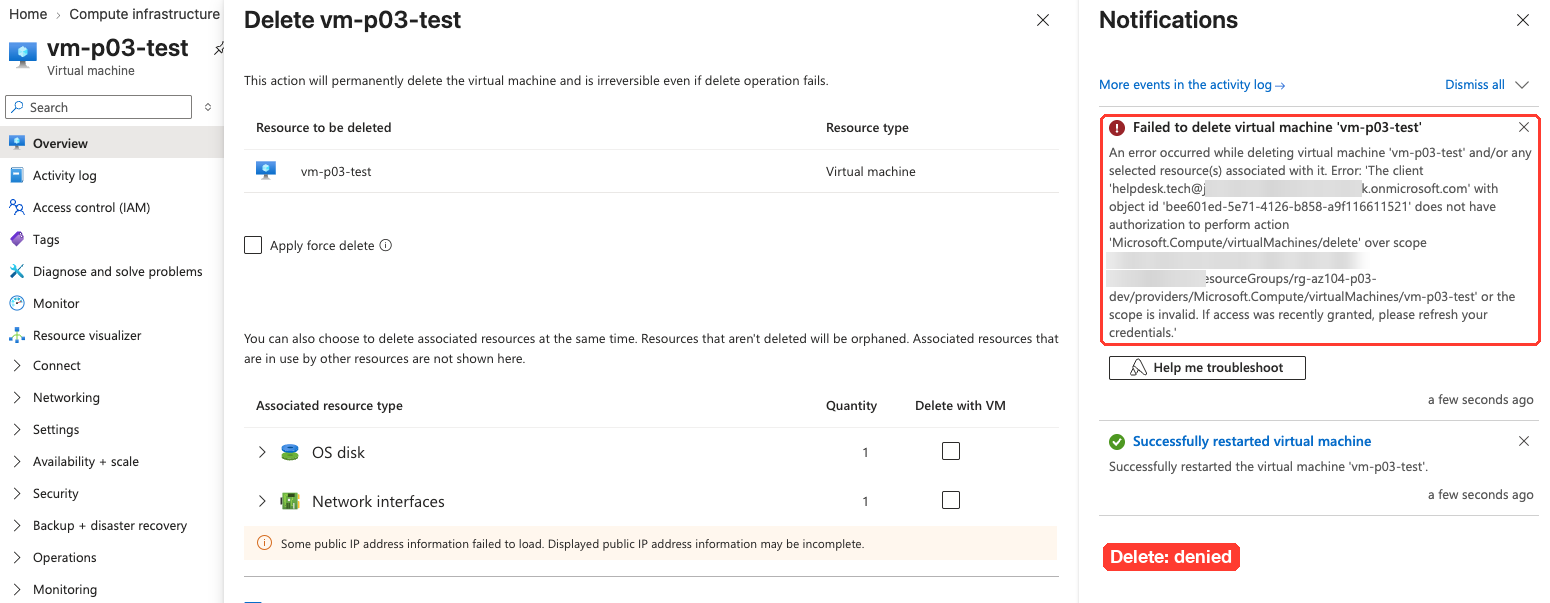 Home > Compute infrastructure
vm-p03-test
Virtual machine
Search
Overview
Activity log
Access control (IAM)
Tags
Diagnose and solve problems
Monitor
Resource visualizer
Connect
Networking
Settings
Availability + scale
Security
Backup + disaster recovery
Operations
Monitoring
Delete vm-p03-test
This action will permanently delete the virtual machine and is irreversible even if delete operation fails.
Resource to be deleted Resource type
vm-p03-test Virtual machine
Apply force delete
You can also choose to delete associated resources at the same time. Resources that aren't deleted will be orphaned. Associated resources that
are in use by other resources are not shown here.
Associated resource type Quantity Delete with VM
OS disk 1
Network interfaces 1
Some public IP address information failed to load. Displayed public IP address information may be incomplete.
Notifications
More events in the activity log → Dismiss all
Failed to delete virtual machine 'vm-p03-test'
An error occurred while deleting virtual machine 'vm-p03-test' and/or any
selected resource(s) associated with it. Error: 'The client
'helpdesk.tech@j k.onmicrosoft.com' with
object id 'bee601ed-5e71-4126-b858-a9f116611521' does not have
authorization to perform action
'Microsoft.Compute/virtualMachines/delete' over scope
esourceGroups/rg-az104-p03-
dev/providers/Microsoft.Compute/virtualMachines/vm-p03-test' or the
scope is invalid. If access was recently granted, please refresh your
credentials.'
Help me troubleshoot
a few seconds ago
Successfully restarted virtual machine
Successfully restarted the virtual machine 'vm-p03-test'.
a few seconds ago
Delete: denied